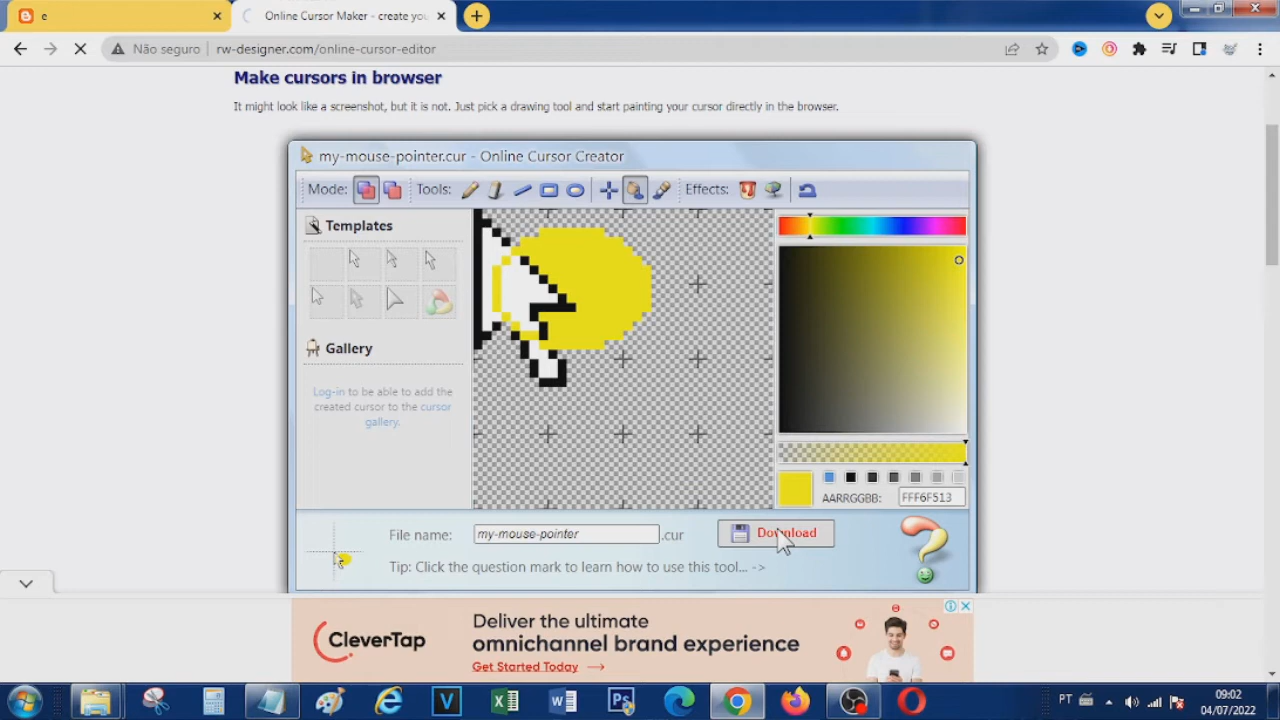 e
Online Cursor Maker - create you
Não seguro
rw-designer.com/online-cursor-editor
Make cursors in browser
It might look like a screenshot, but it is not. Just pick a drawing tool and start painting your cursor directly in the browser.
my-mouse-pointer.cur - Online Cursor Creator
Mode:
Tools:
Effects:
Templates
Gallery
Log-in to be able to add the
created cursor to the cursor
gallery.
AARRGGBB:
FFF6F513
File name:
my-mouse-pointer
.cur
Download
Tip: Click the question mark to learn how to use this tool... ->
CleverTap
Deliver the ultimate
omnichannel brand experience
Get Started Today
PT
09:02
04/07/2022